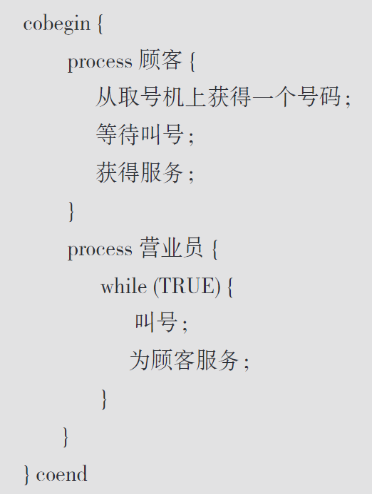 cobegin {
process 顾客 {
从取号机上获得一个号码;
等待叫号;
获得服务;
}
process 营业员 {
while (TRUE) {
叫号;
为顾客服务;
}
}
} coend